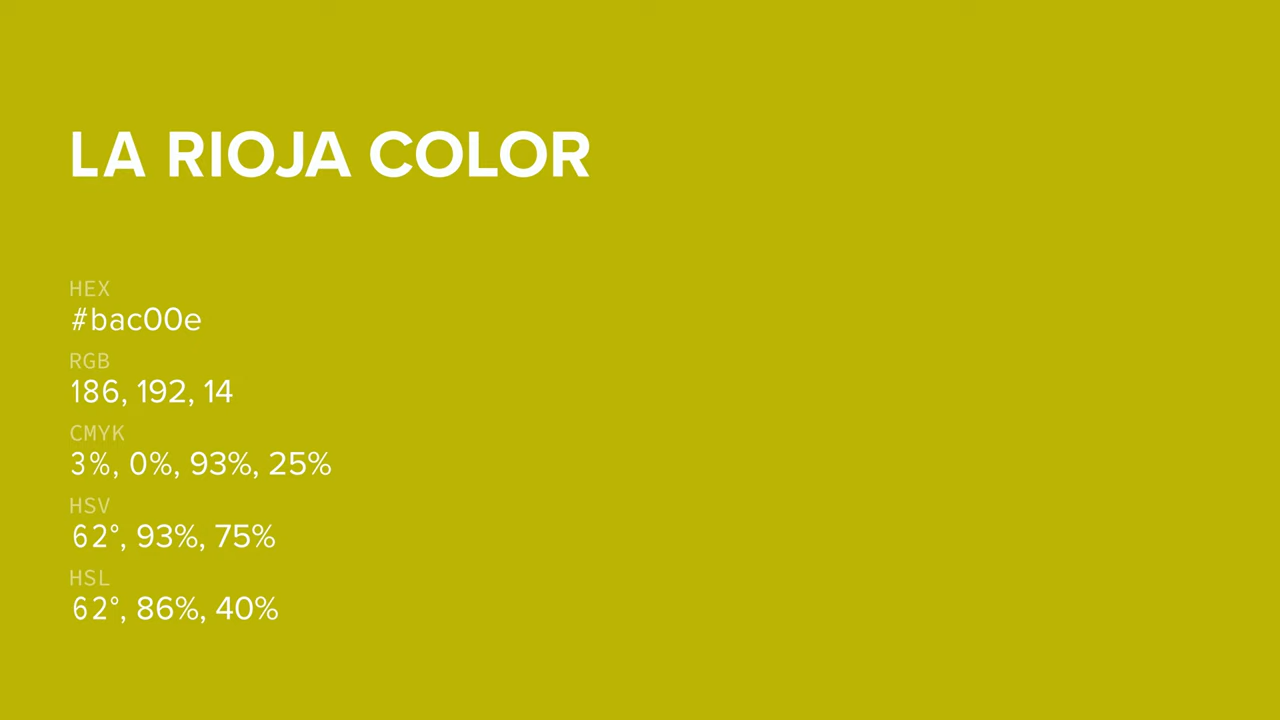 LA RIOJA COLOR
HEX
#bac00e
RGB
186, 192, 14
CMYK
3%, 0%, 93%, 25%
HSV
62°, 93%, 75%
HSL
62°, 86%, 40%